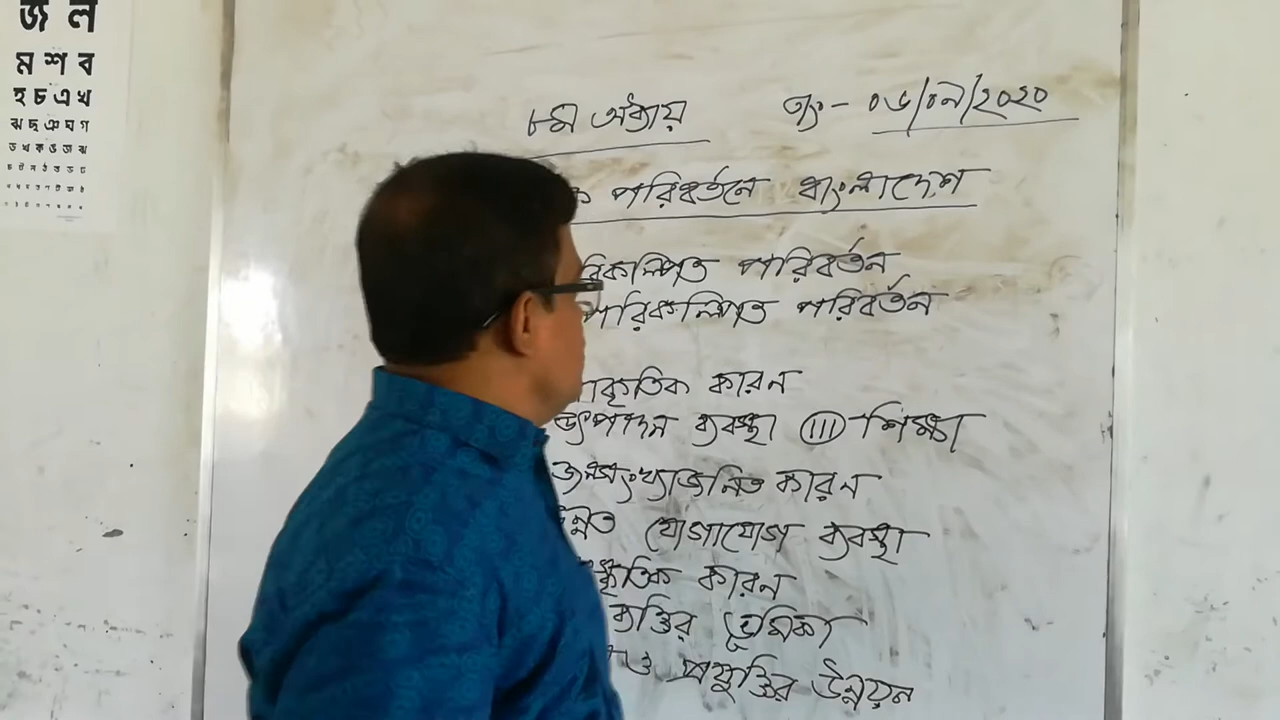 জ ল
ম শ ব
হ চ এ খ
ঝ ছ ঞ ঘ গ
ড খ ক ঙ জ ঝ
৮ম অধ্যায় তাং- ০৬/০৯/২০২০
ক পরিবর্তনে বাংলাদেশ
রিকল্পিত পরিবর্তন
পরিকল্পিত পরিবর্তন
াকৃতিক কারন
উৎপাদন ব্যবস্থা (III) শিক্ষা
জনসংখ্যাজনিত কারন
উন্নত যোগাযোগ ব্যবস্থা
স্কৃতিক কারন
ব্যক্তির ভূমিকা
ও প্রযুক্তির উন্নয়ন